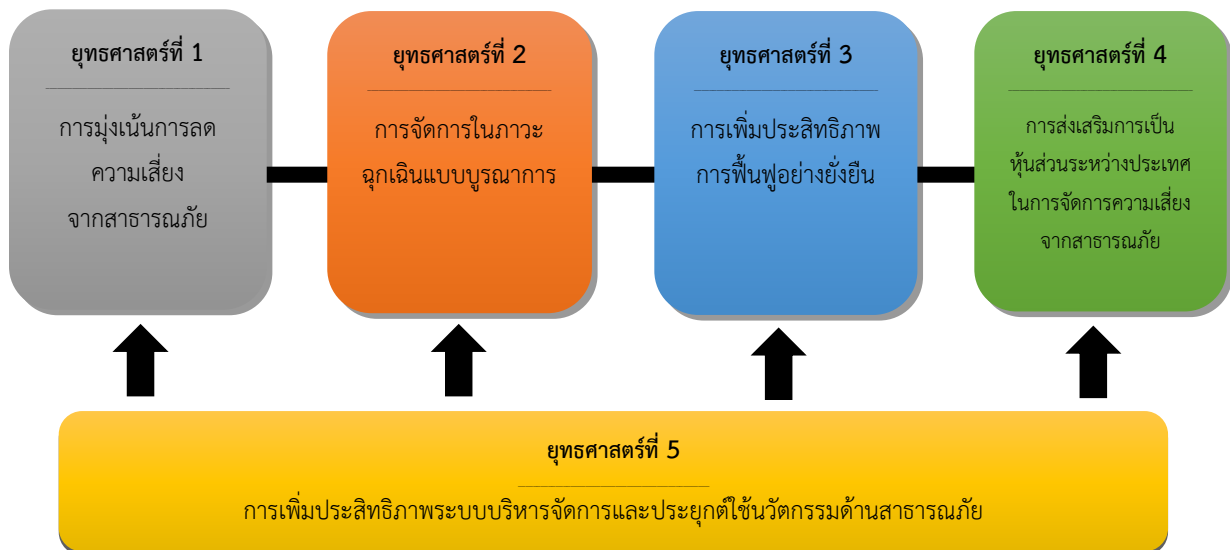 ยุทธศาสตร์ที่ 1
การมุ่งเน้นการลด
ความเสี่ยง
จากสาธารณภัย
ยุทธศาสตร์ที่ 2
การจัดการในภาวะ
ฉุกเฉินแบบบูรณาการ
ยุทธศาสตร์ที่ 3
การเพิ่มประสิทธิภาพ
การฟื้นฟูอย่างยั่งยืน
ยุทธศาสตร์ที่ 4
การส่งเสริมการเป็น
หุ้นส่วนระหว่างประเทศ
ในการจัดการความเสี่ยง
จากสาธารณภัย
ยุทธศาสตร์ที่ 5
การเพิ่มประสิทธิภาพระบบบริหารจัดการและประยุกต์ใช้นวัตกรรมด้านสาธารณภัย